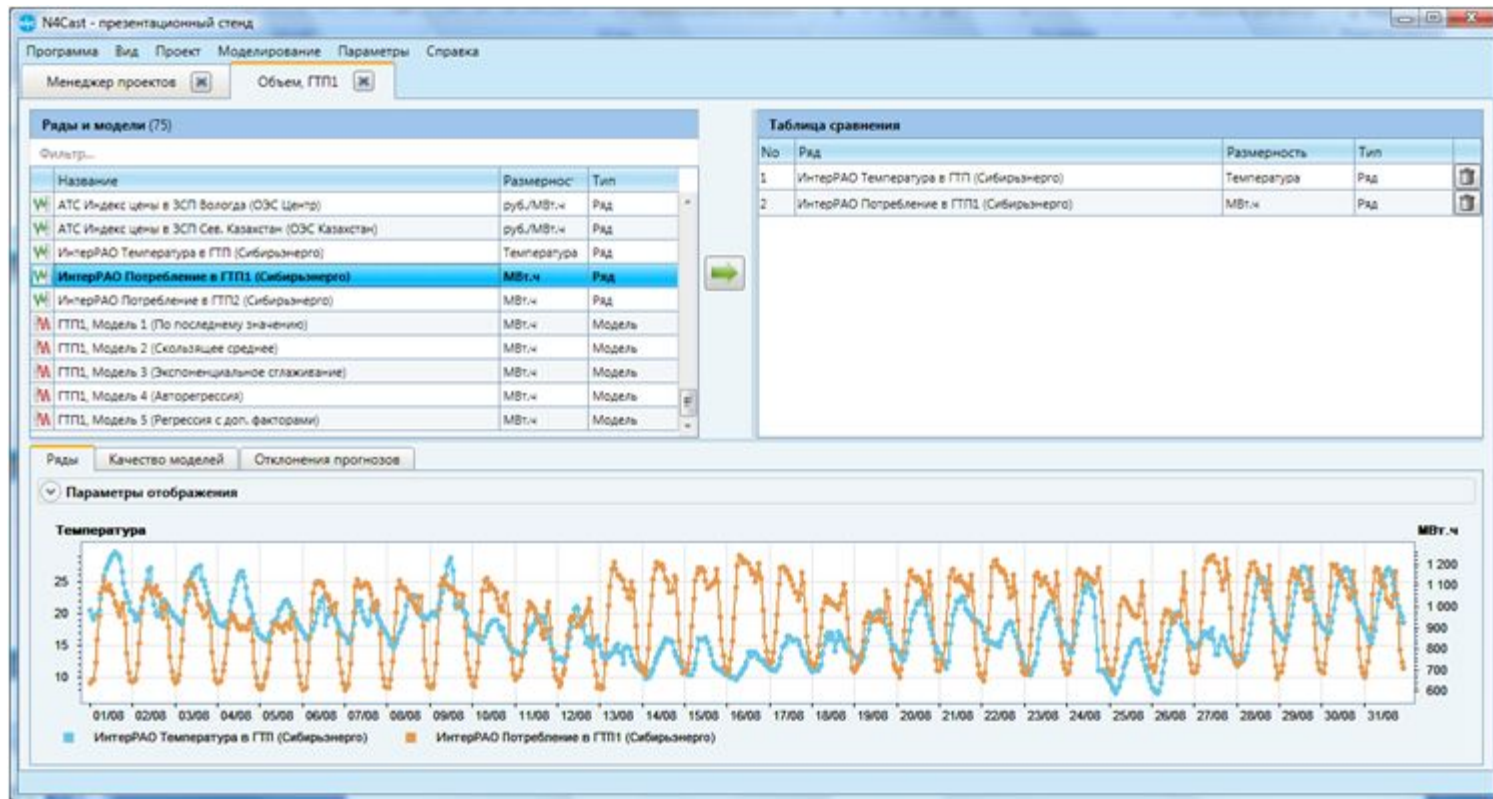 N4Cast - презентационный стенд
Программа Вид Проект Моделирование Параметры Справка
Менеджер проектов Объем, ГТП1
Ряды и модели (75)
Фильтр...
Название Размернос Тип
АТС Индекс цены в ЗСП Вологда (ОЭС Центр) руб./МВт.ч Ряд
АТС Индекс цены в ЗСП Сев. Казахстан (ОЭС Казахстан) руб./МВт.ч Ряд
ИнтерРАО Температура в ГТП (Сибирьэнерго) Температура Ряд
ИнтерРАО Потребление в ГТП1 (Сибирьэнерго) МВт.ч Ряд
ИнтерРАО Потребление в ГТП2 (Сибирьэнерго) МВт.ч Ряд
ГТП1, Модель 1 (По последнему значению) МВт.ч Модель
ГТП1, Модель 2 (Скользящее среднее) МВт.ч Модель
ГТП1, Модель 3 (Экспоненциальное сглаживание) МВт.ч Модель
ГТП1, Модель 4 (Авторегрессия) МВт.ч Модель
ГТП1, Модель 5 (Регрессия с доп. факторами) МВт.ч Модель
Таблица сравнения
No Ряд Размерность Тип
1 ИнтерРАО Температура в ГТП (Сибирьэнерго) Температура Ряд
2 ИнтерРАО Потребление в ГТП1 (Сибирьэнерго) МВт.ч Ряд
Ряды Качество моделей Отклонения прогнозов
Параметры отображения
Температура МВт.ч
25
20
15
10
1 200
1 100
1 000
900
800
700
600
01/08 02/08 03/08 04/08 05/08 06/08 07/08 08/08 09/08 10/08 11/08 12/08 13/08 14/08 15/08 16/08 17/08 18/08 19/08 20/08 21/08 22/08 23/08 24/08 25/08 26/08 27/08 28/08 29/08 30/08 31/08
ИнтерРАО Температура в ГТП (Сибирьэнерго) ИнтерРАО Потребление в ГТП1 (Сибирьэнерго)